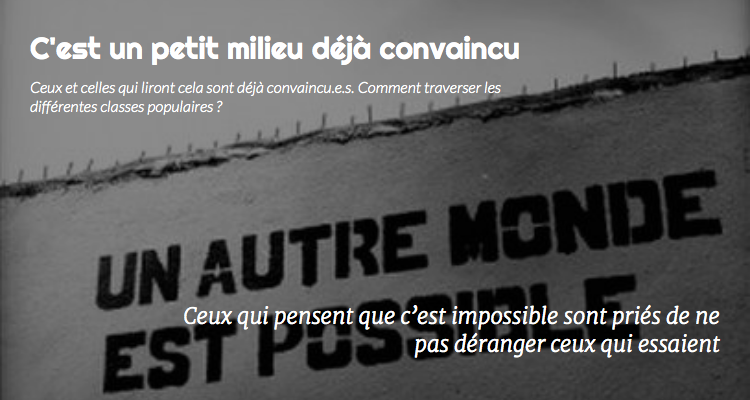 C'est un petit milieu déjà convaincu
Ceux et celles qui liront cela sont déjà convaincu.e.s. Comment traverser les
différentes classes populaires ?
UN AUTRE MONDE
EST POSSIBLE
Ceux qui pensent que c’est impossible sont priés de ne
pas déranger ceux qui essaient